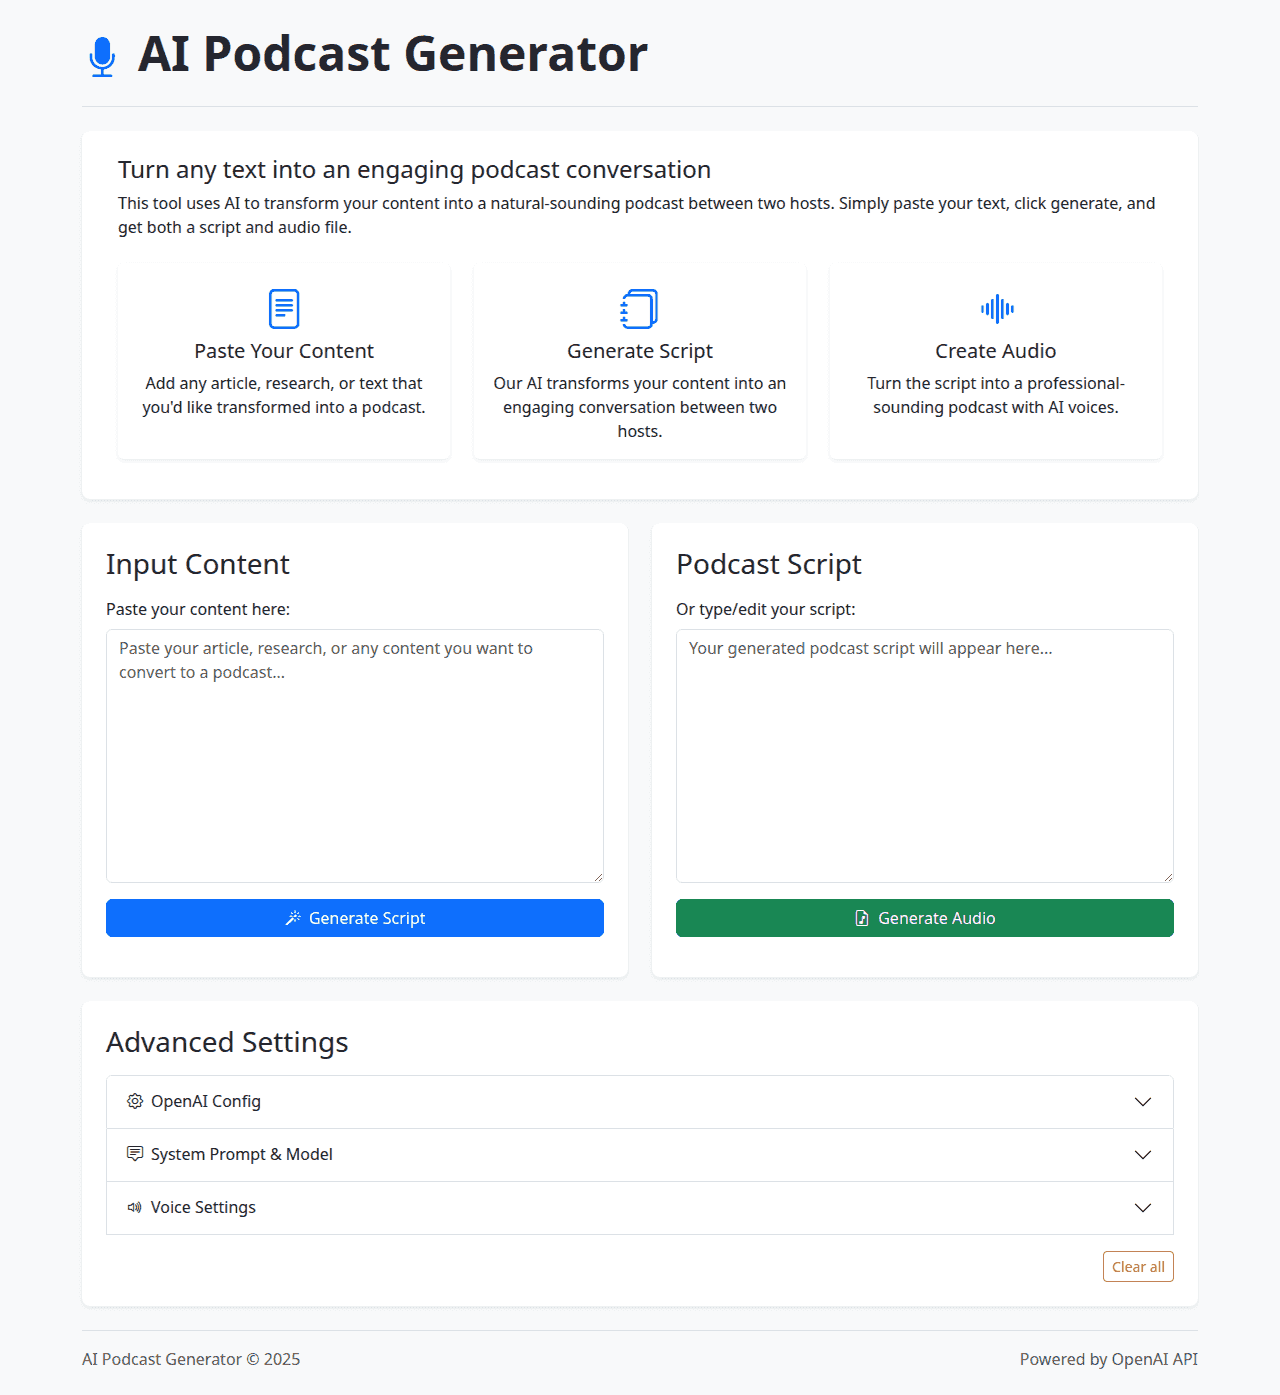 AI Podcast Generator
Turn any text into an engaging podcast conversation
This tool uses AI to transform your content into a natural-sounding podcast between two hosts. Simply paste your text, click generate, and
get both a script and audio file.
Paste Your Content
Add any article, research, or text that
you'd like transformed into a podcast.
Generate Script
Our AI transforms your content into an
engaging conversation between two
hosts.
Create Audio
Turn the script into a professional-
sounding podcast with AI voices.
Input Content
Paste your content here:
Paste your article, research, or any content you want to
convert to a podcast...
Generate Script
Podcast Script
Or type/edit your script:
Your generated podcast script will appear here...
Generate Audio
Advanced Settings
OpenAI Config
System Prompt & Model
Voice Settings
Clear all
AI Podcast Generator © 2025
Powered by OpenAI API